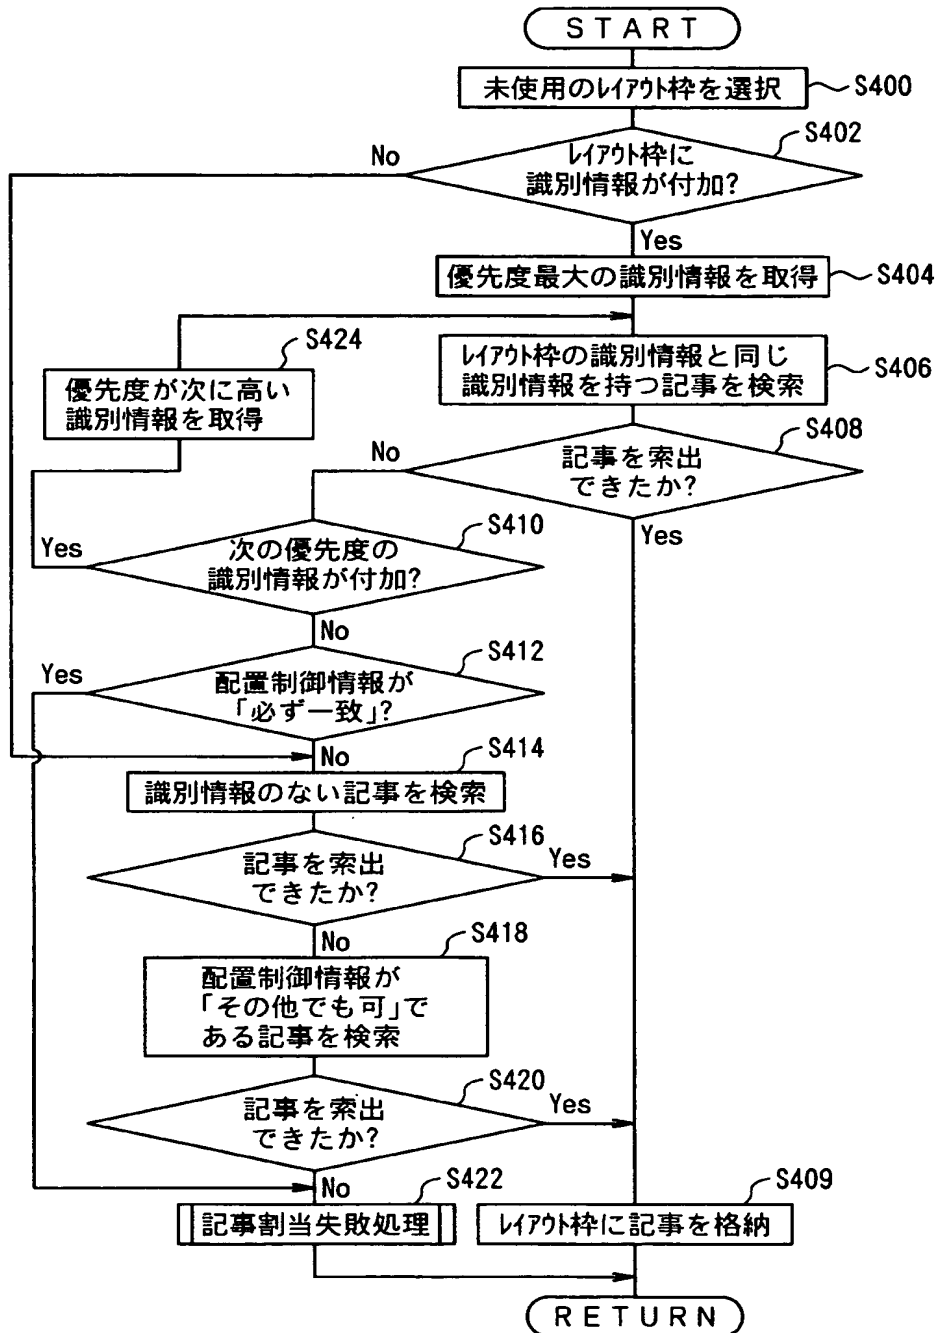 START
未使用のレイアウト枠を選択
S400
レイアウト枠に
識別情報が付加?
S402
No
Yes
優先度最大の識別情報を取得
S404
S424
優先度が次に高い
識別情報を取得
レイアウト枠の識別情報と同じ
識別情報を持つ記事を検索
S406
S408
記事を索出
できたか?
No
Yes
S410
次の優先度の
識別情報が付加?
Yes
No
S412
配置制御情報が
「必ず一致」?
Yes
No
S414
識別情報のない記事を検索
S416
記事を索出
できたか?
Yes
No
S418
配置制御情報が
「その他でも可」で
ある記事を検索
S420
記事を索出
できたか?
Yes
No
S422
記事割当失敗処理
S409
レイアウト枠に記事を格納
RETURN